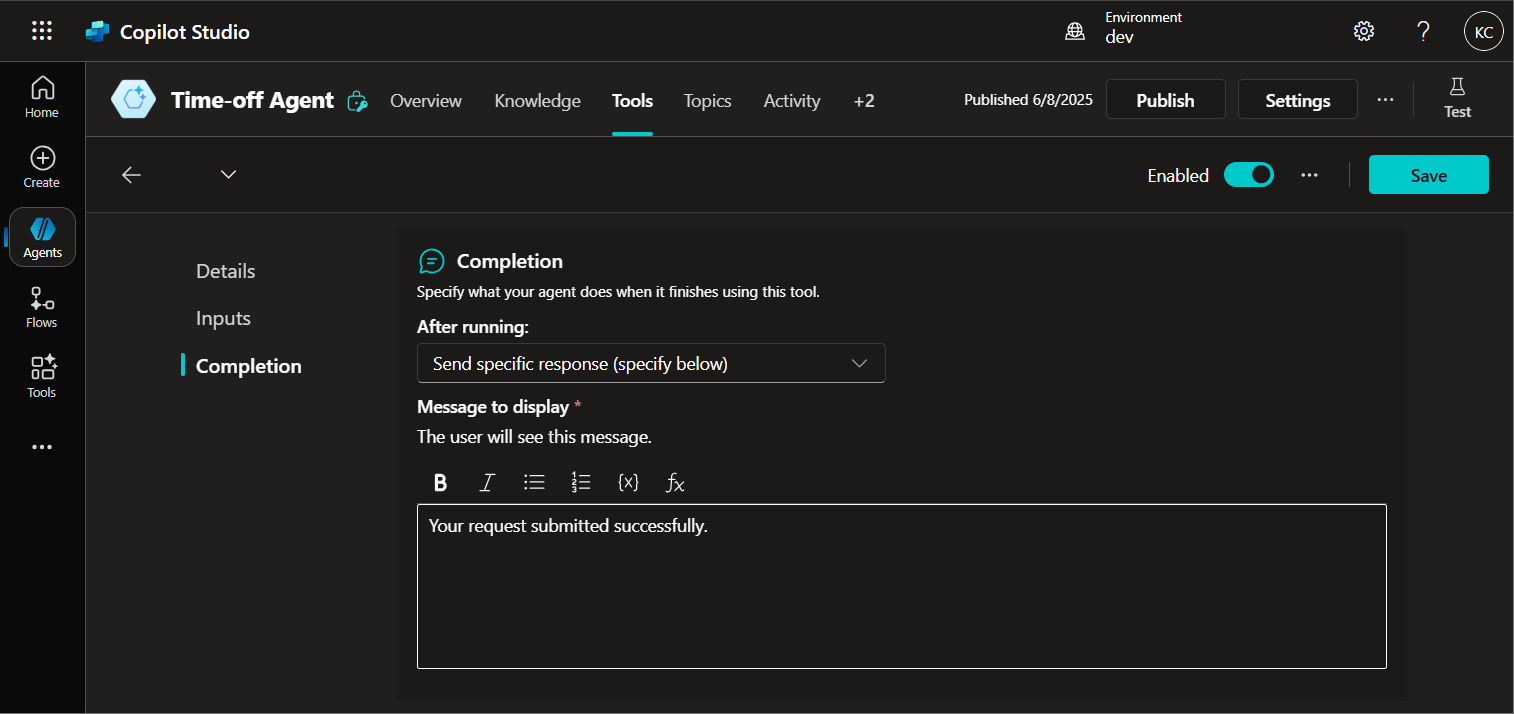 Copilot Studio
Environment
dev
KC
Home
Create
Agents
Flows
Tools
Time-off Agent
Overview
Knowledge
Tools
Topics
Activity
+2
Published 6/8/2025
Publish
Settings
Test
Enabled
Save
Details
Inputs
Completion
Completion
Specify what your agent does when it finishes using this tool.
After running:
Send specific response (specify below)
Message to display *
The user will see this message.
B I {x} fx
Your request submitted successfully.